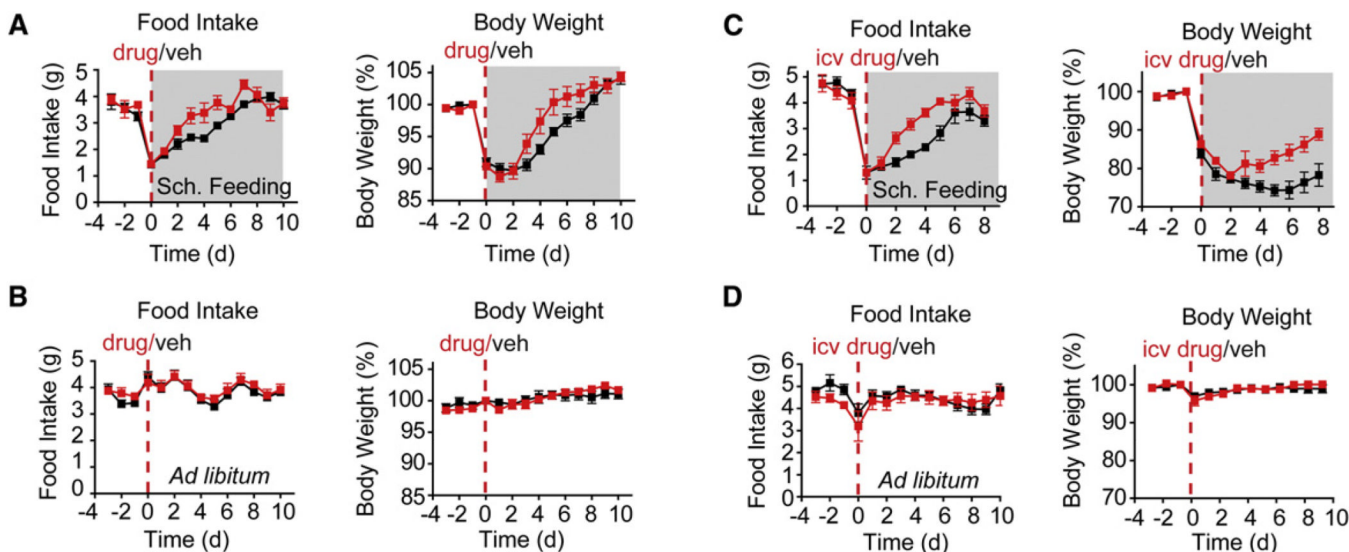 A
Food Intake
drug/veh
Food Intake (g)
5
4
3
2
1
0
Sch. Feeding
-4 -2 0 2 4 6 8 10
Time (d)
Body Weight
drug/veh
Body Weight (%)
105
100
95
90
85
-4 -2 0 2 4 6 8 10
Time (d)
C
Food Intake
icv drug/veh
Food Intake (g)
5
4
3
2
1
0
Sch. Feeding
-4 -2 0 2 4 6 8
Time (d)
Body Weight
icv drug/veh
Body Weight (%)
100
90
80
70
-4 -2 0 2 4 6 8
Time (d)
B
Food Intake
drug/veh
Food Intake (g)
5
4
3
2
1
0
Ad libitum
-4 -2 0 2 4 6 8 10
Time (d)
Body Weight
drug/veh
Body Weight (%)
105
100
95
90
85
-4 -2 0 2 4 6 8 10
Time (d)
D
Food Intake
icv drug/veh
Food Intake (g)
6
5
4
3
2
1
0
Ad libitum
-4 -2 0 2 4 6 8 10
Time (d)
Body Weight
icv drug/veh
Body Weight (%)
100
90
80
70
-4 -2 0 2 4 6 8 10
Time (d)